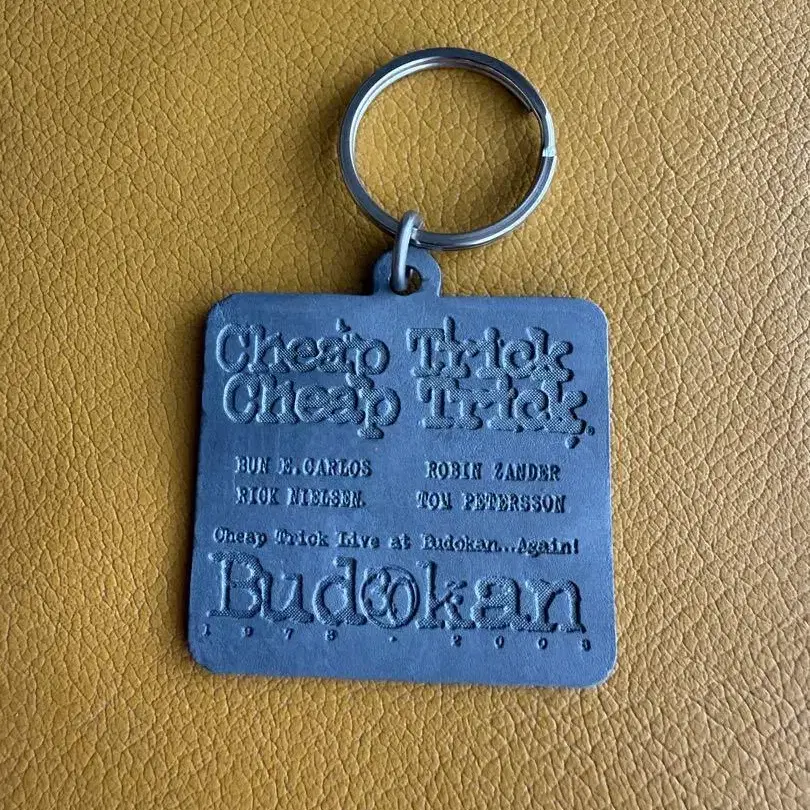 Cheap Trick
Cheap Trick®
BUN E. CARLOS ROBIN ZANDER
RICK NIELSEN TOM PETERSSON
Cheap Trick Live at Budokan...Again!
Budokan
1978 · 2008